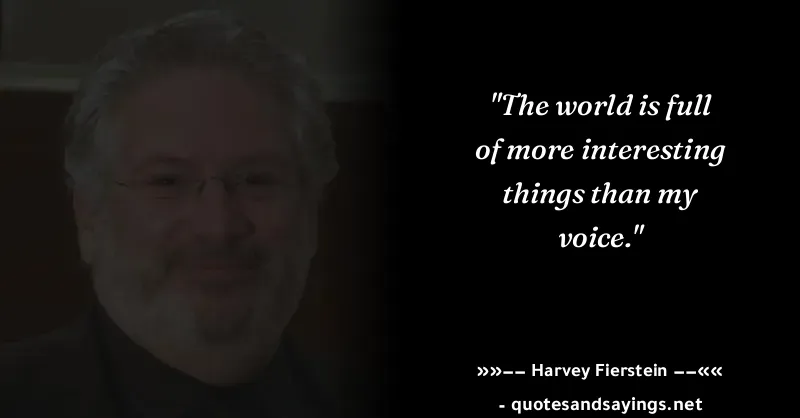 "The world is full
of more interesting
things than my
voice."
»»−− Harvey Fierstein −−««
- quotesandsayings.net